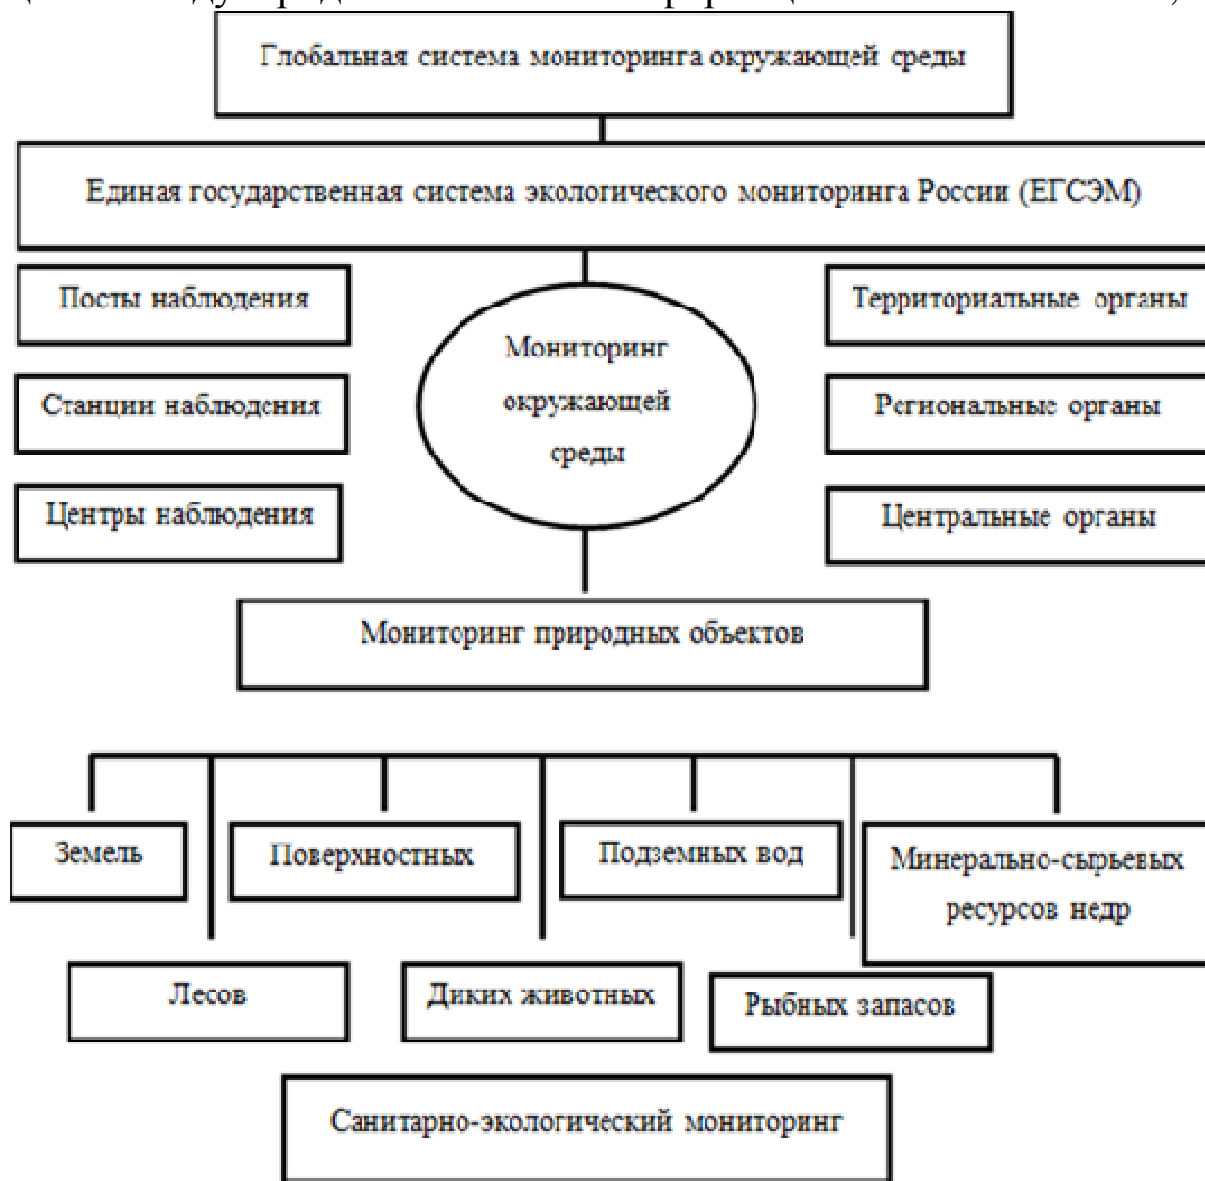 Глобальная система мониторинга окружающей среды
Единая государственная система экологического мониторинга России (ЕГСЭМ)
Посты наблюдения
Территориальные органы
Мониторинг
окружающей
среды
Станции наблюдения
Региональные органы
Центры наблюдения
Центральные органы
Мониторинг природных объектов
Земель
Поверхностных
Подземных вод
Минерально-сырьевых
ресурсов недр
Лесов
Диких животных
Рыбных запасов
Санитарно-экологический мониторинг